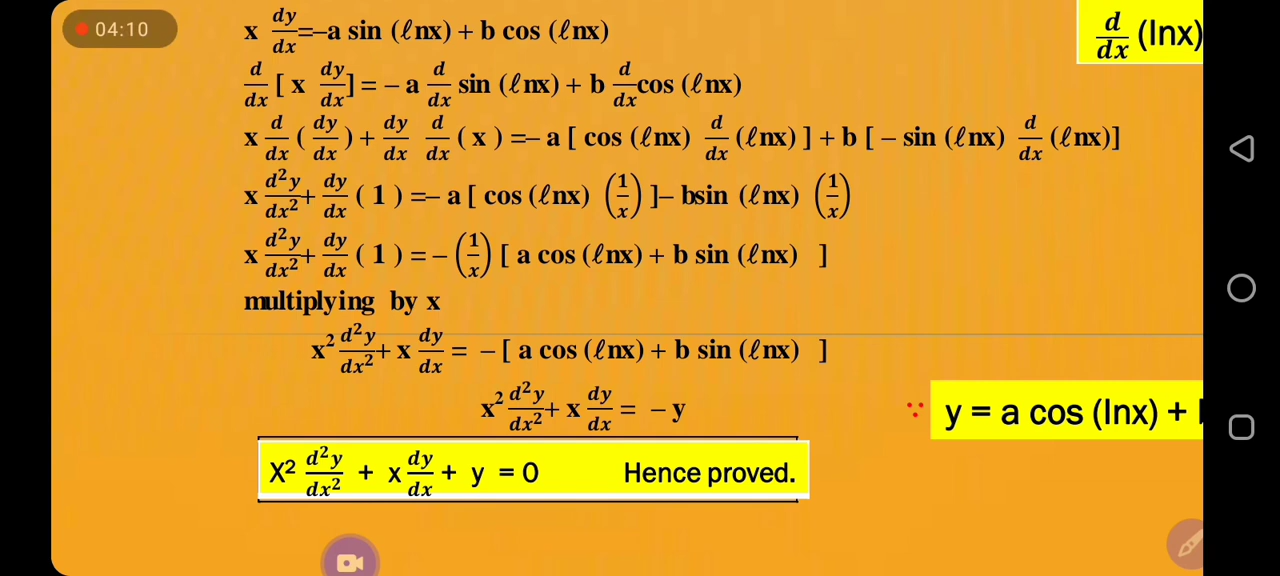 04:10
x dy/dx = –a sin (ℓnx) + b cos (ℓnx)
d/dx (lnx)
d/dx [ x dy/dx ] = – a d/dx sin (ℓnx) + b d/dx cos (ℓnx)
x d/dx ( dy/dx ) + dy/dx d/dx ( x ) = – a [ cos (ℓnx) d/dx (ℓnx) ] + b [ – sin (ℓnx) d/dx (ℓnx)]
x d²y/dx² + dy/dx ( 1 ) = – a [ cos (ℓnx) (1/x) ] – bsin (ℓnx) (1/x)
x d²y/dx² + dy/dx ( 1 ) = – (1/x) [ a cos (ℓnx) + b sin (ℓnx) ]
multiplying by x
x² d²y/dx² + x dy/dx = – [ a cos (ℓnx) + b sin (ℓnx) ]
x² d²y/dx² + x dy/dx = – y
∵ y = a cos (lnx) +
X² d²y/dx² + x dy/dx + y = 0 Hence proved.